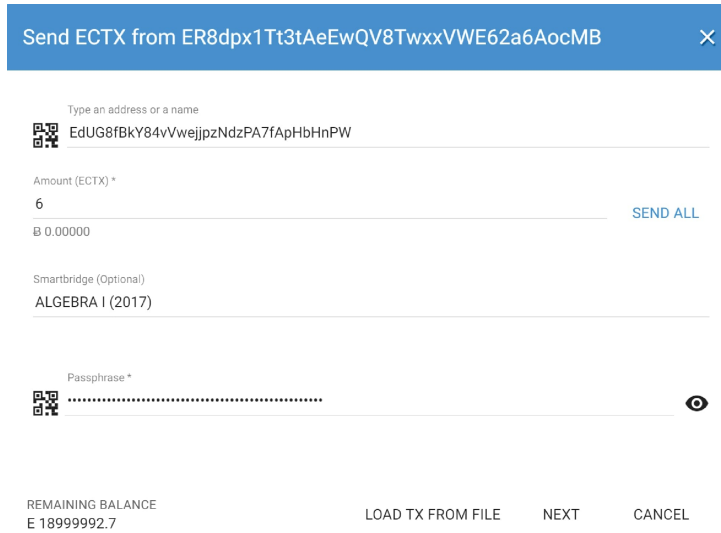 Send ECTX from ER8dpx1Tt3tAeEwQV8TwxxVWE62a6AocMB
Type an address or a name
EdUG8fBkY84vVwejjpzNdzPA7fApHbHnPW
Amount (ECTX) *
6
SEND ALL
Ƀ 0.00000
Smartbridge (Optional)
ALGEBRA I (2017)
Passphrase *
REMAINING BALANCE
E 18999992.7
LOAD TX FROM FILE NEXT CANCEL